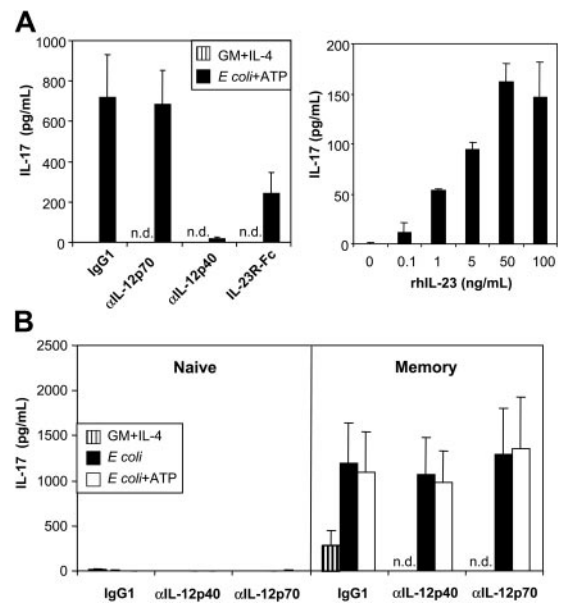 A
1000
800
600
400
200
0
IL-17 (pg/mL)
GM+IL-4
E coli+ATP
n.d.
n.d.
n.d.
IgG1
αIL-12p70
αIL-12p40
IL-23R-Fc
200
150
100
50
0
IL-17 (pg/mL)
0 0.1 1 5 50 100
rhIL-23 (ng/mL)
B
2500
2000
1500
1000
500
0
IL-17 (pg/mL)
Naive
Memory
GM+IL-4
E coli
E coli+ATP
n.d.
n.d.
IgG1 αIL-12p40 αIL-12p70 IgG1 αIL-12p40 αIL-12p70